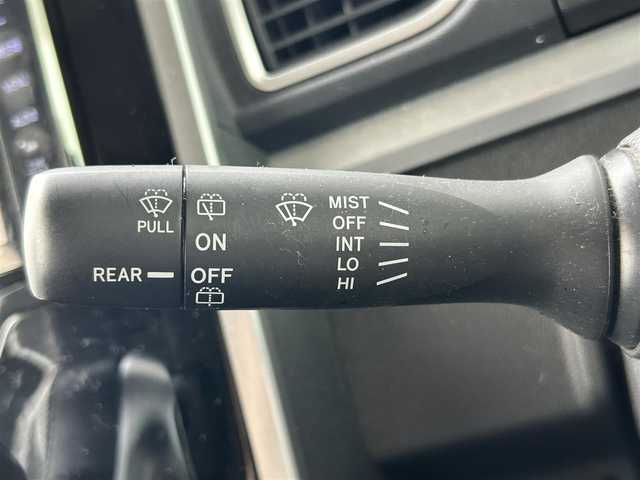 PULL
REAR
ON
OFF
MIST
OFF
INT
LO
HI